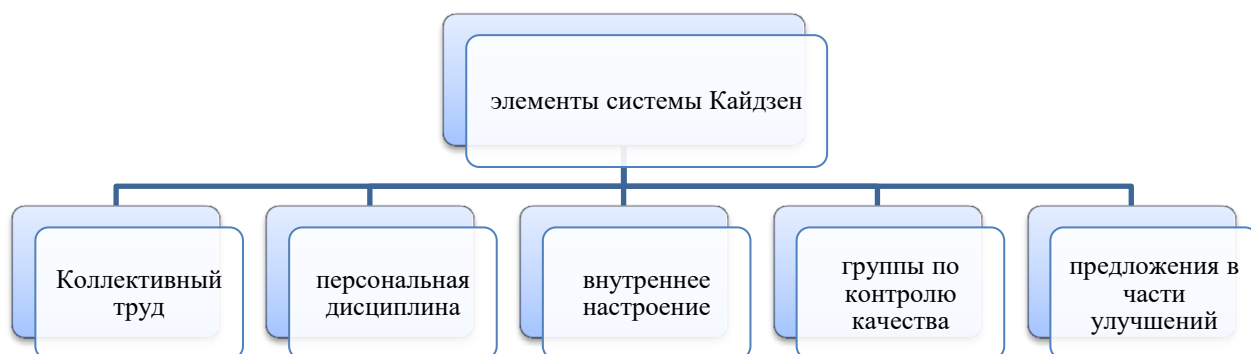 элементы системы Кайдзен
Коллективный
труд
персональная
дисциплина
внутреннее
настроение
группы по
контролю
качества
предложения в
части
улучшений